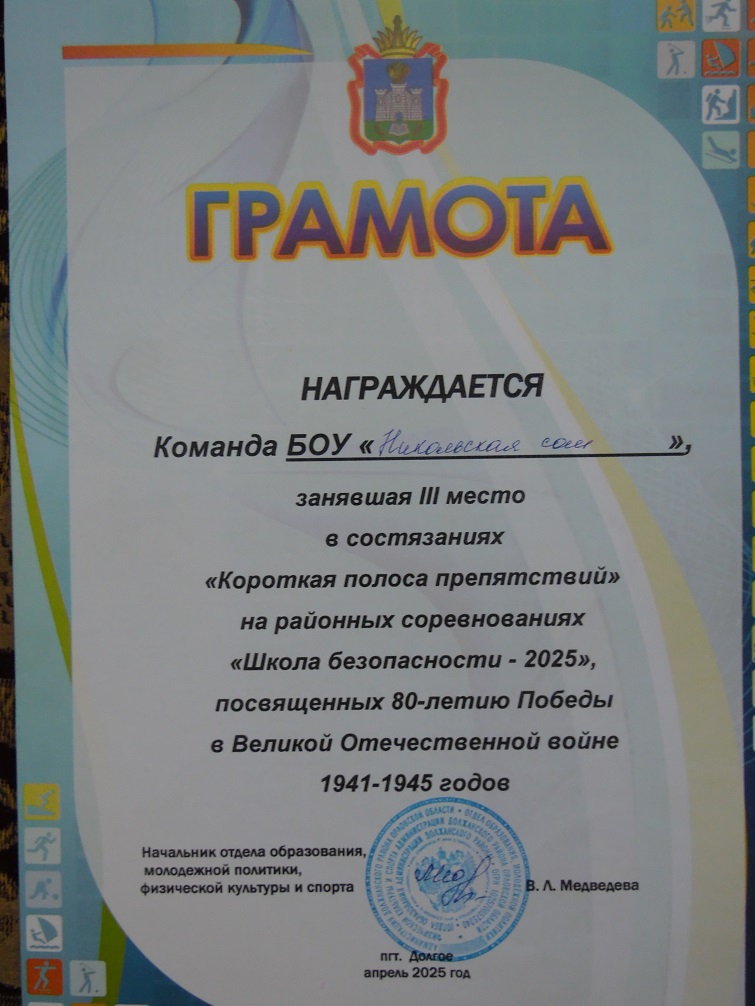 ГРАМОТА
НАГРАЖДАЕТСЯ
Команда БОУ «Никольская сош»,
занявшая III место
в состязаниях
«Короткая полоса препятствий»
на районных соревнованиях
«Школа безопасности - 2025»,
посвященных 80-летию Победы
в Великой Отечественной войне
1941-1945 годов
Начальник отдела образования,
молодежной политики,
физической культуры и спорта
В. Л. Медведева
пгт. Долгое
апрель 2025 год